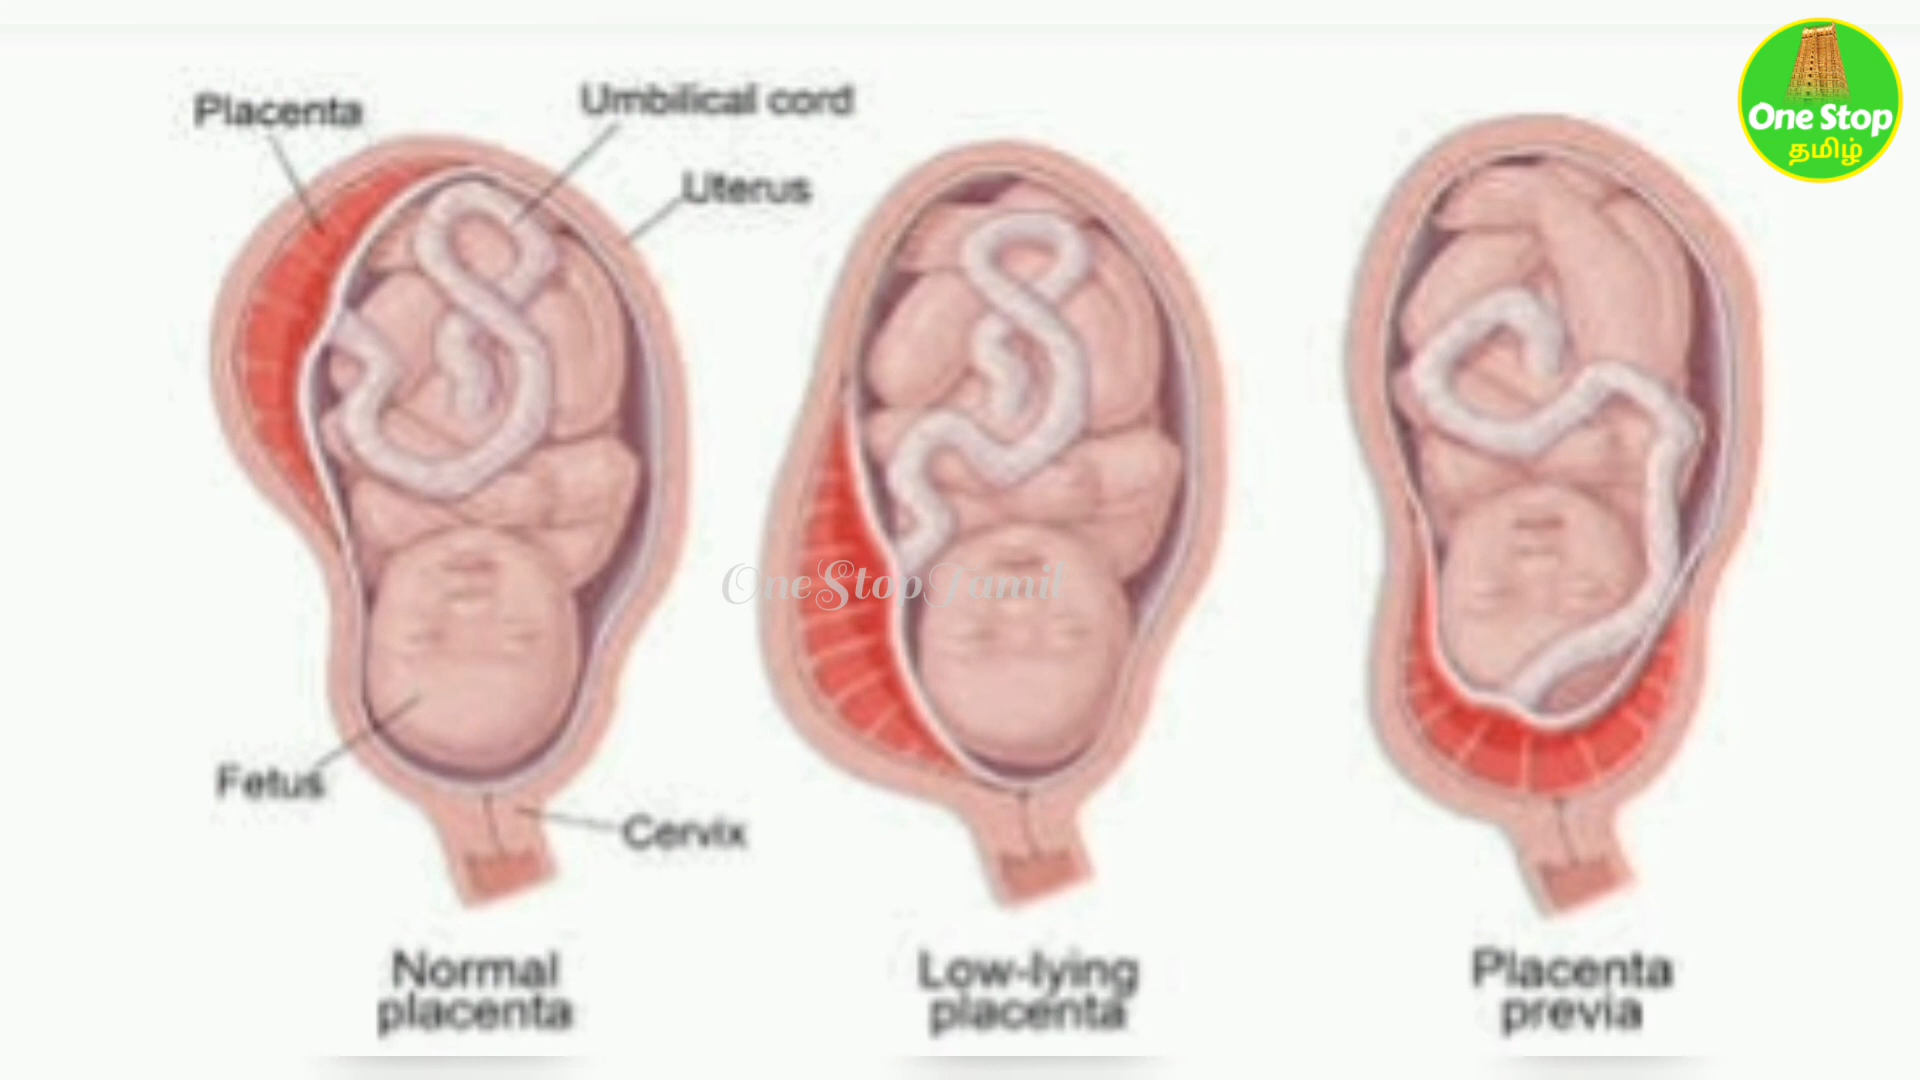 One Stop
தமிழ்
Placenta
Umbilical cord
Uterus
OneStopTamil
Fetus
Cervix
Normal
placenta
Low-lying
placenta
Placenta
previa